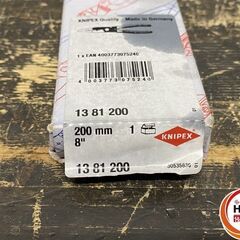 KNIPEX Quality - Made in Germany
1 x EAN 4003773075240
4 003773 075240
13 81 200
200 mm 1
8"
KNIPEX
13 81 200